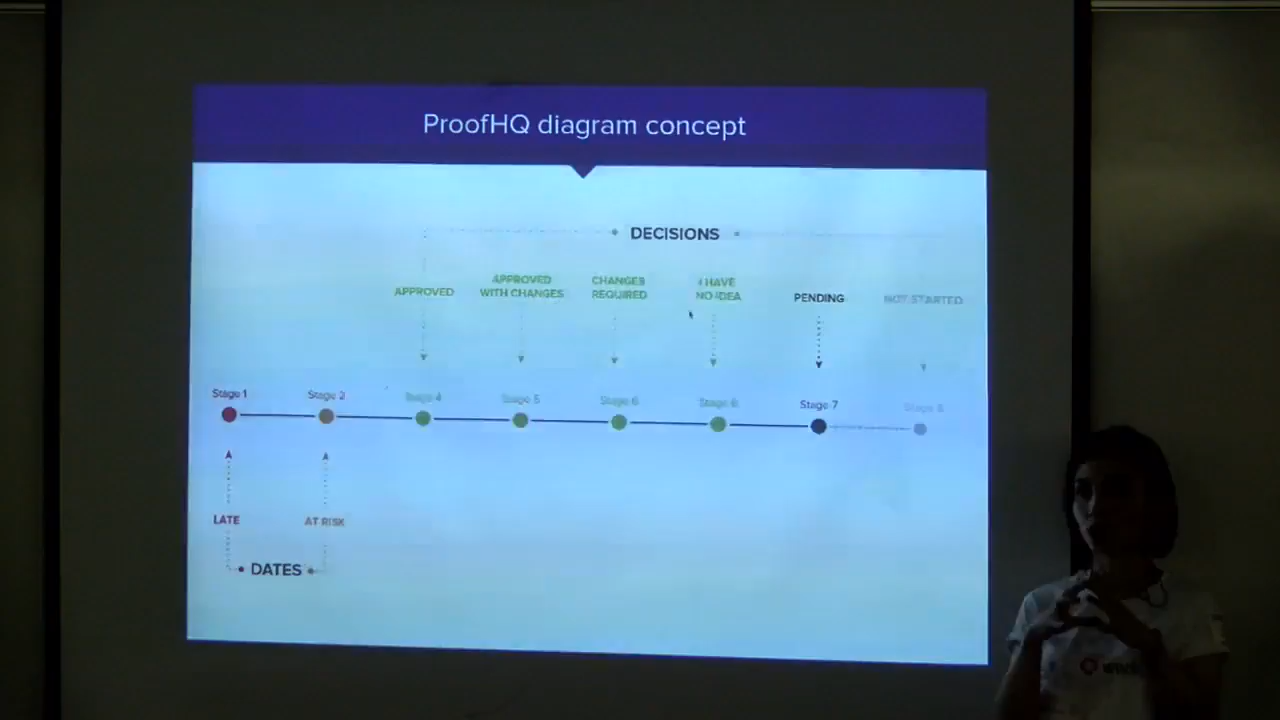 ProofHQ diagram concept
DECISIONS
APPROVED
APPROVED
WITH CHANGES
CHANGES
REQUIRED
I HAVE
NO IDEA
PENDING
NOT STARTED
Stage 1
Stage 2
Stage 4
Stage 5
Stage 6
Stage 6
Stage 7
Stage 8
LATE
AT RISK
DATES